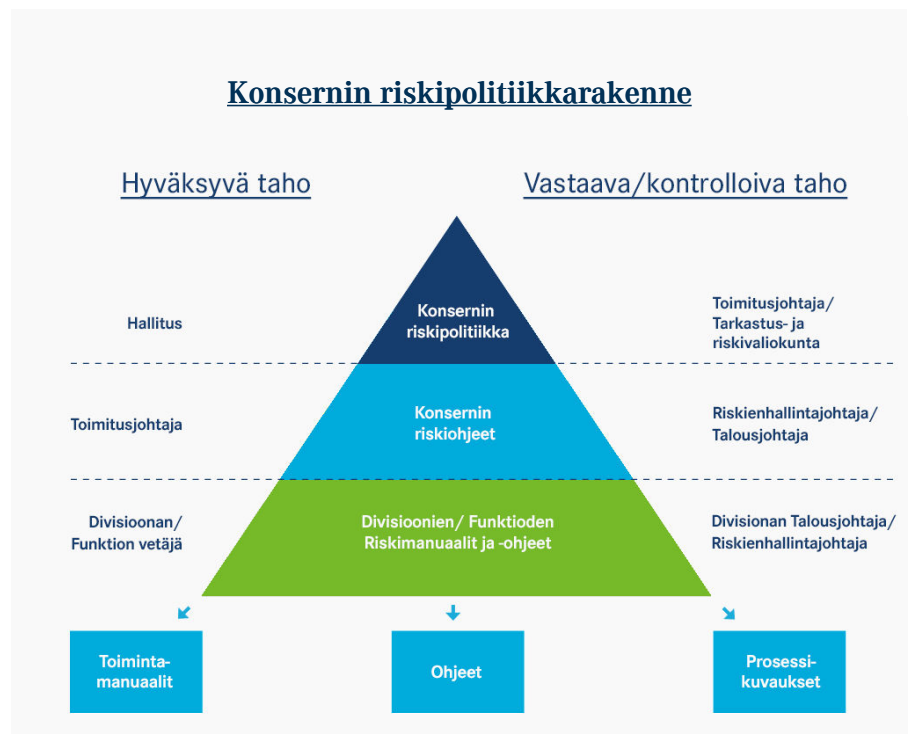 Konsernin riskipolitiikkarakenne
Hyväksyvä taho
Vastaava/kontrolloiva taho
Hallitus
Konsernin
riskipolitiikka
Toimitusjohtaja/
Tarkastus- ja
riskivaliokunta
Toimitusjohtaja
Konsernin
riskiohjeet
Riskienhallintajohtaja/
Talousjohtaja
Divisioonan/
Funktion vetäjä
Divisioonien/ Funktioden
Riskimanuaalit ja -ohjeet
Divisionan Talousjohtaja/
Riskienhallintajohtaja
Toiminta-
manuaalit
Ohjeet
Prosessi-
kuvaukset